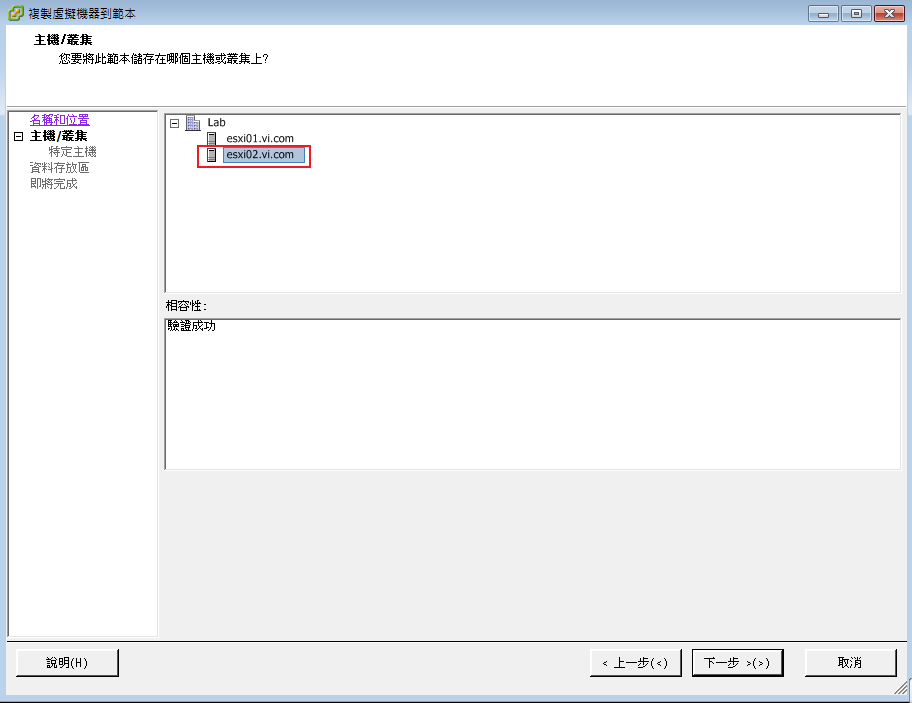 複製虛擬機器到範本
主機/叢集
您要將此範本儲存在哪個主機或叢集上?
名稱和位置
主機/叢集
特定主機
資料存放區
即將完成
Lab
esxi01.vi.com
esxi02.vi.com
相容性:
驗證成功
說明(H)
< 上一步(<)
下一步 >(>)
取消